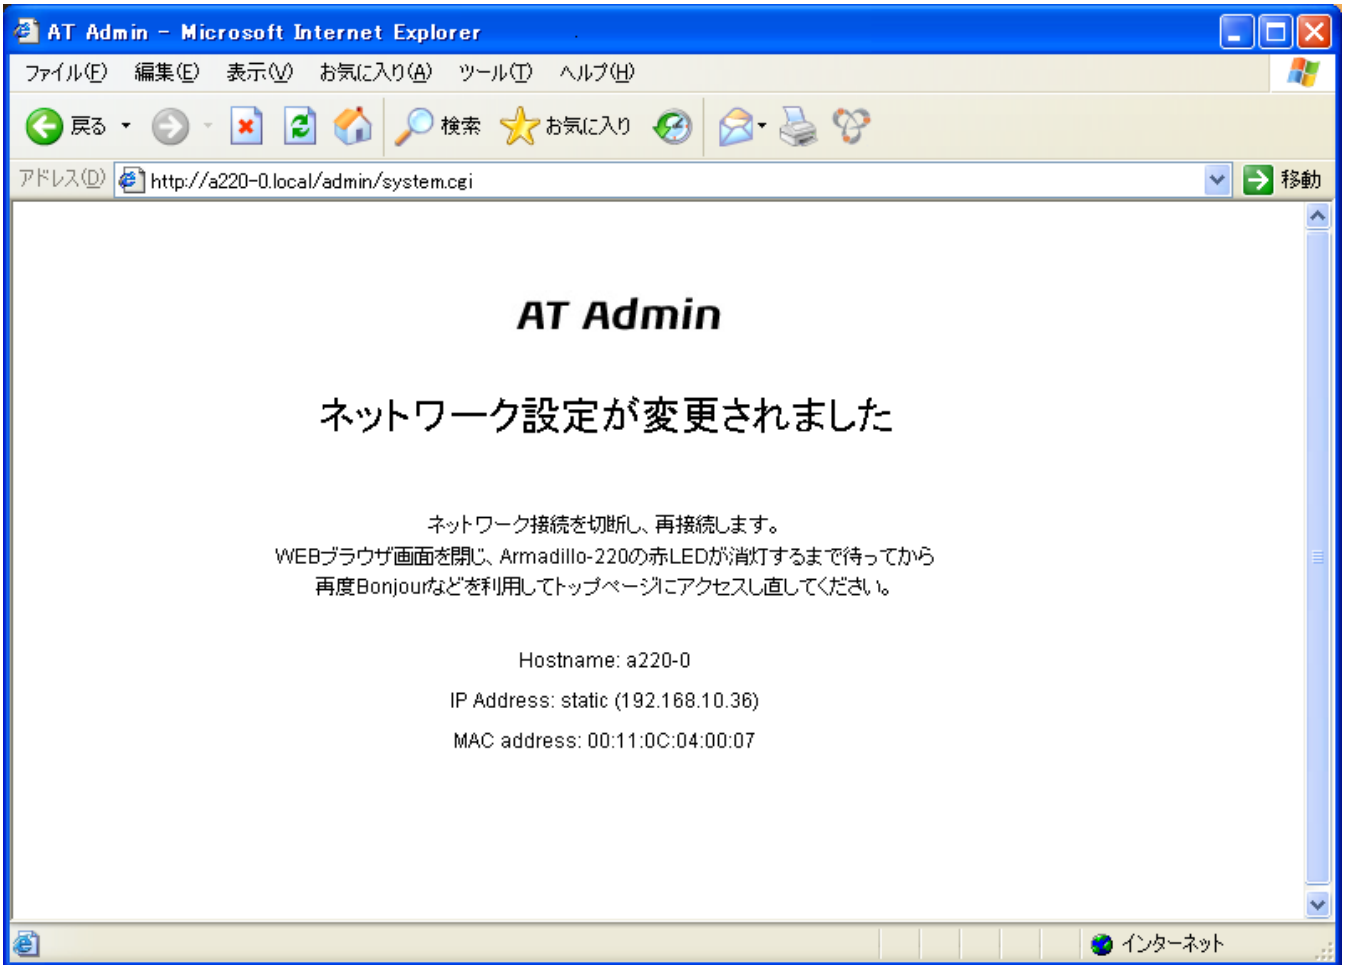 AT Admin - Microsoft Internet Explorer
ファイル(F) 編集(E) 表示(V) お気に入り(A) ツール(T) ヘルプ(H)
戻る 検索 お気に入り
アドレス(D) http://a220-0.local/admin/system.cgi 移動
AT Admin
ネットワーク設定が変更されました
ネットワーク接続を切断し、再接続します。
WEBブラウザ画面を閉じ、Armadillo-220の赤LEDが消灯するまで待ってから
再度Bonjourなどを利用してトップページにアクセスし直してください。
Hostname: a220-0
IP Address: static (192.168.10.36)
MAC address: 00:11:0C:04:00:07
インターネット